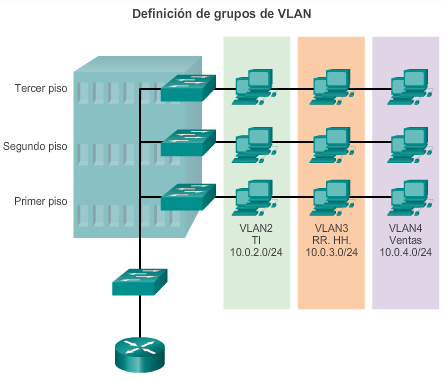 Definición de grupos de VLAN
Tercer piso
Segundo piso
Primer piso
VLAN2
TI
10.0.2.0/24
VLAN3
RR. HH.
10.0.3.0/24
VLAN4
Ventas
10.0.4.0/24